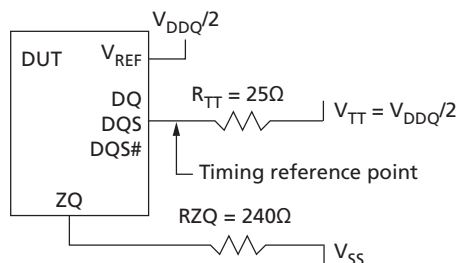 V_DDQ/2
DUT
V_REF
DQ
DQS
DQS#
R_TT = 25Ω
V_TT = V_DDQ/2
Timing reference point
ZQ
RZQ = 240Ω
V_SS